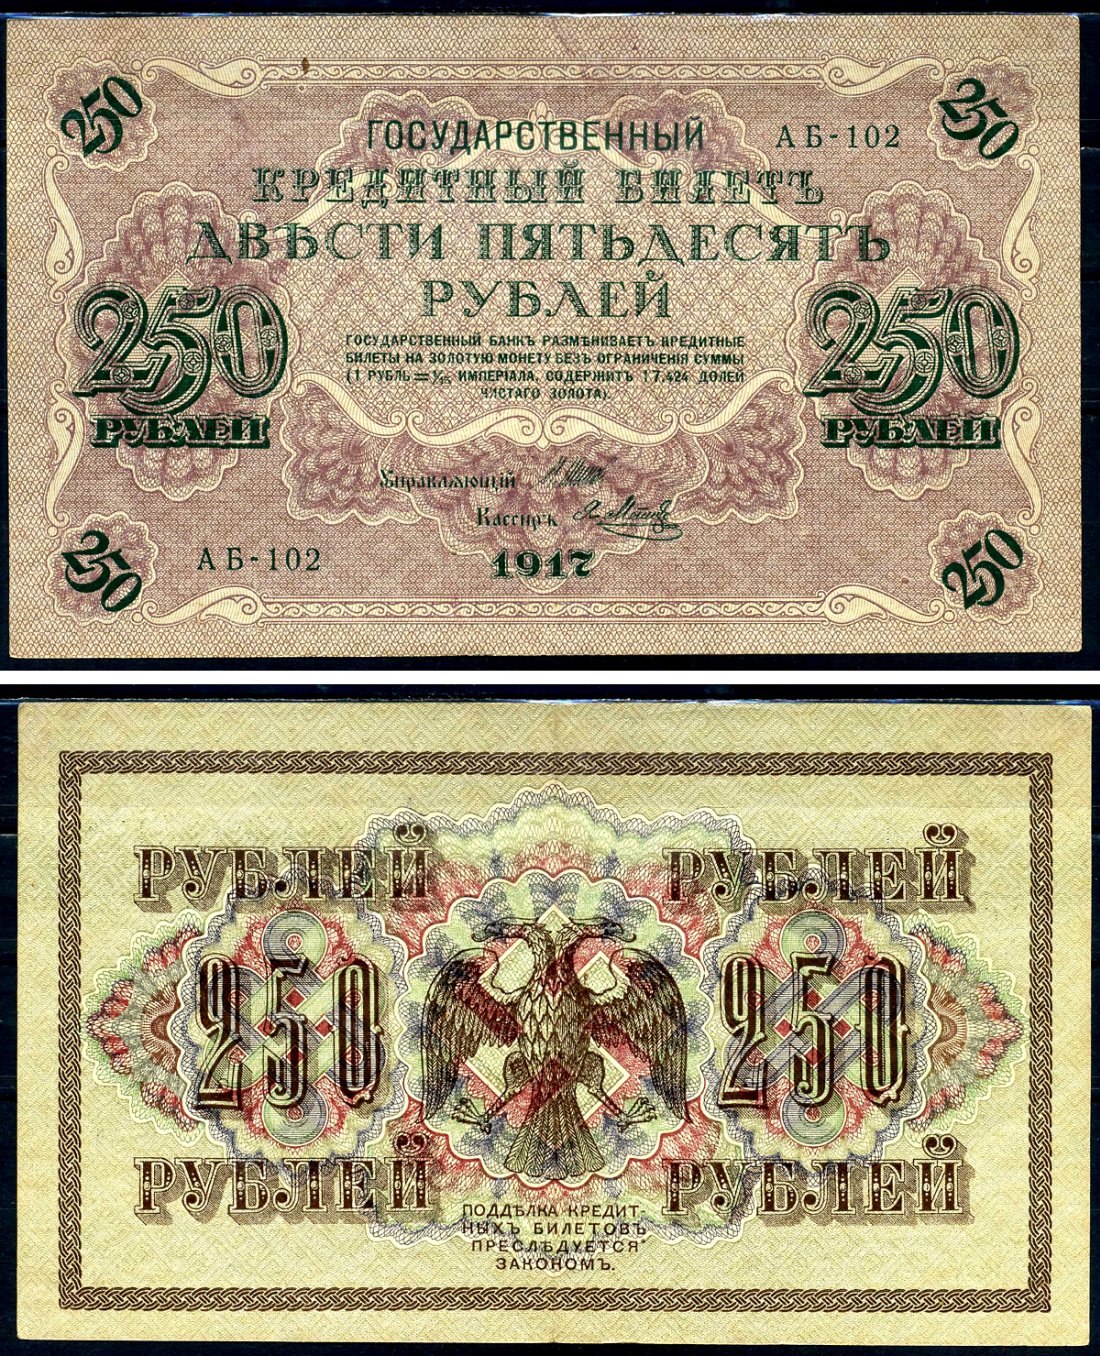 250
250
ГОСУДАРСТВЕННЫЙ
АБ-102
КРЕДИТНЫЙ БИЛЕТЪ
ДВѢСТИ ПЯТЬДЕСЯТЪ
РУБЛЕЙ
250
РУБЛЕЙ
250
РУБЛЕЙ
ГОСУДАРСТВЕННЫЙ БАНКЪ РАЗМѢНИВАЕТЪ КРЕДИТНЫЕ
БИЛЕТЫ НА ЗОЛОТУЮ МОНЕТУ БЕЗЪ ОГРАНИЧЕНІЯ СУММЫ
(1 РУБЛЬ = 1/15 ИМПЕРІАЛА, СОДЕРЖИТЪ 17,424 ДОЛЕЙ
ЧИСТАГО ЗОЛОТА).
Управляющій
Кассиръ
250
АБ-102
1917
250
РУБЛЕЙ РУБЛЕЙ
250 250
РУБЛЕЙ РУБЛЕЙ
ПОДДѢЛКА КРЕДИТ-
НЫХЪ БИЛЕТОВЪ
ПРЕСЛѢДУЕТСЯ
ЗАКОНОМЪ.